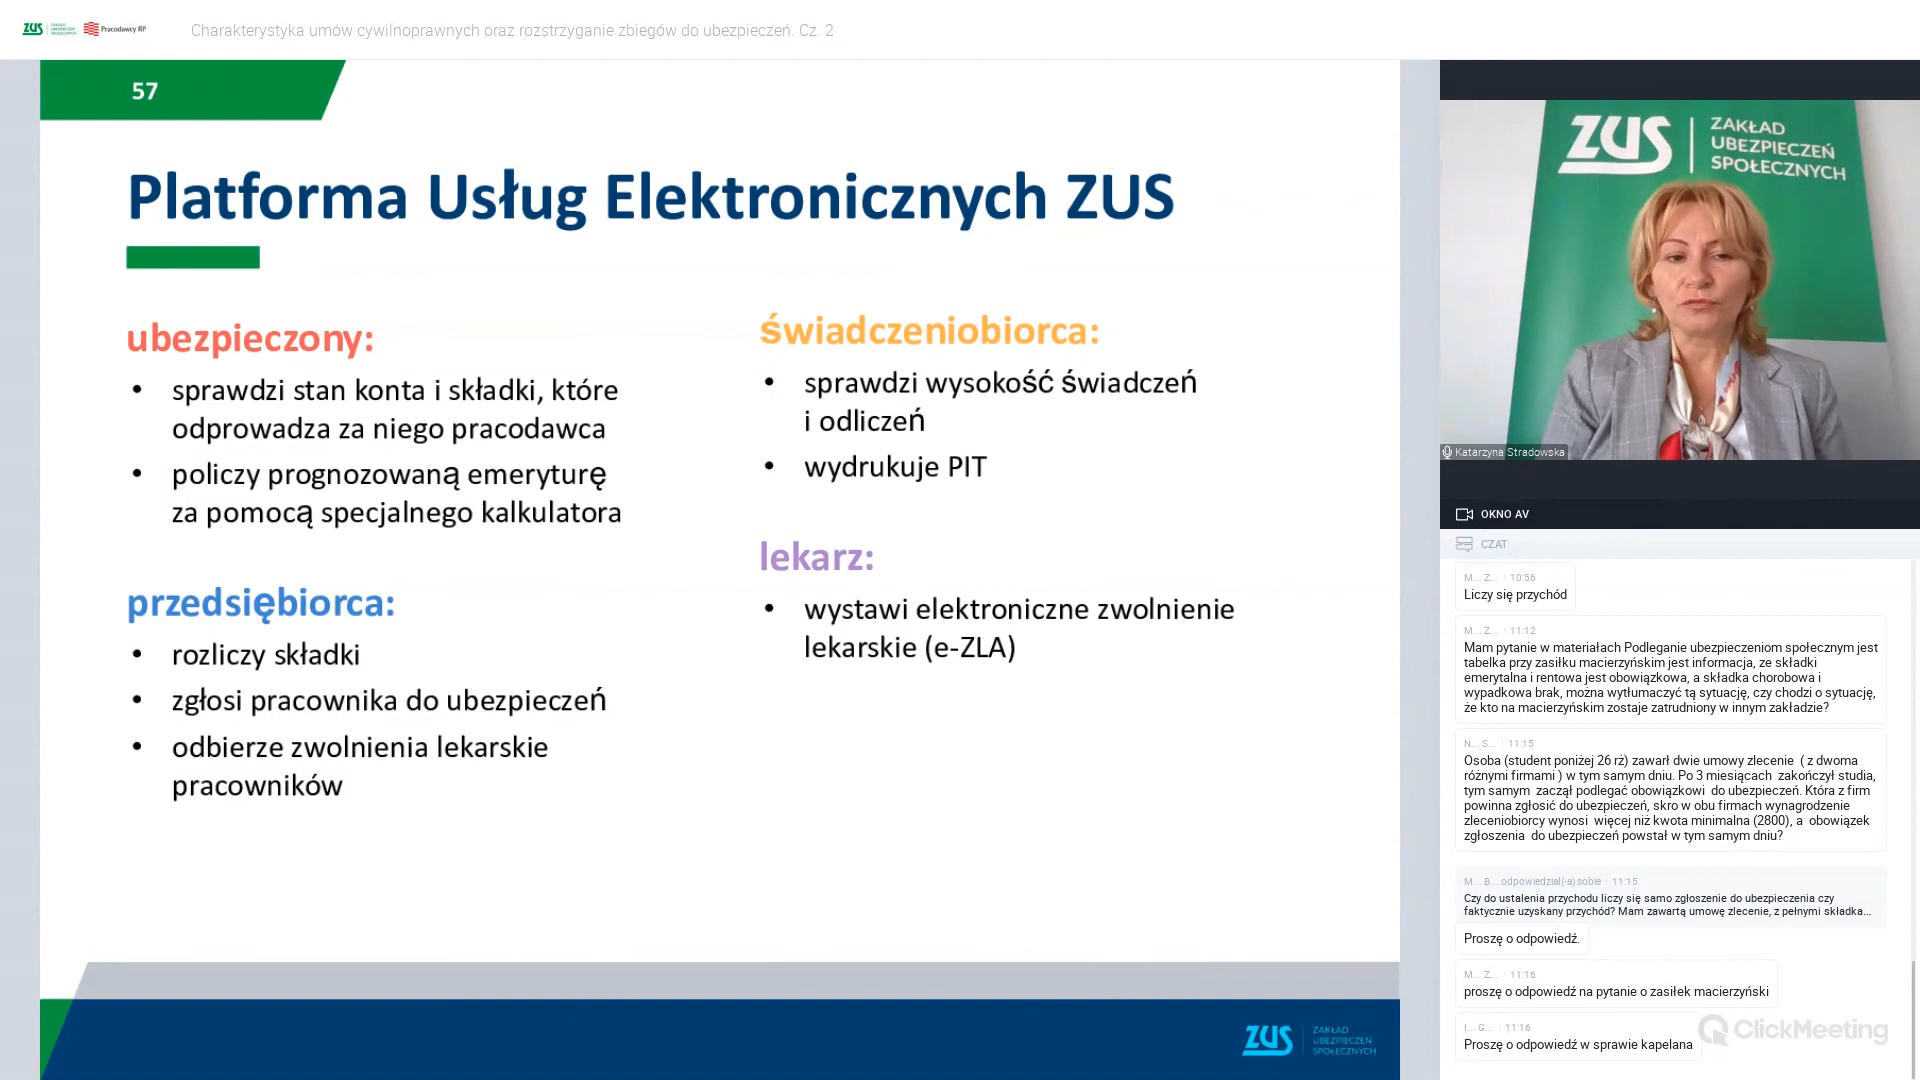 ZUS ZAKŁAD UBEZPIECZEŃ SPOŁECZNYCH Pracodawcy RP
Charakterystyka umów cywilnoprawnych oraz rozstrzyganie zbiegów do ubezpieczeń. Cz. 2
57
Platforma Usług Elektronicznych ZUS
ubezpieczony:
• sprawdzi stan konta i składki, które
odprowadza za niego pracodawca
• policzy prognozowaną emeryturę
za pomocą specjalnego kalkulatora
przedsiębiorca:
• rozliczy składki
• zgłosi pracownika do ubezpieczeń
• odbierze zwolnienia lekarskie
pracowników
świadczeniobiorca:
• sprawdzi wysokość świadczeń
i odliczeń
• wydrukuje PIT
lekarz:
• wystawi elektroniczne zwolnienie
lekarskie (e-ZLA)
ZUS
ZAKŁAD
UBEZPIECZEŃ
SPOŁECZNYCH
ZUS
ZAKŁAD
UBEZPIECZEŃ
SPOŁECZNYCH
Katarzyna Stradowska
OKNO AV
CZAT
M... Z... 10:56
Liczy się przychód
M... Z... 11:12
Mam pytanie w materiałach Podleganie ubezpieczeniom społecznym jest
tabelka przy zasiłku macierzyńskim jest informacja, ze składki
emerytalna i rentowa jest obowiązkowa, a składka chorobowa i
wypadkowa brak, można wytłumaczyć tą sytuację, czy chodzi o sytuację,
że kto na macierzyńskim zostaje zatrudniony w innym zakładzie?
N... S... 11:15
Osoba (student poniżej 26 rż) zawarł dwie umowy zlecenie ( z dwoma
różnymi firmami ) w tym samym dniu. Po 3 miesiącach zakończył studia,
tym samym zaczął podlegać obowiązkowi do ubezpieczeń. Która z firm
powinna zgłosić do ubezpieczeń, skro w obu firmach wynagrodzenie
zleceniobiorcy wynosi więcej niż kwota minimalna (2800), a obowiązek
zgłoszenia do ubezpieczeń powstał w tym samym dniu?
M... B... odpowiedział(-a) sobie 11:15
Czy do ustalenia przychodu liczy się samo zgłoszenie do ubezpieczenia czy
faktycznie uzyskany przychód? Mam zawartą umowę zlecenie, z pełnymi składka...
Proszę o odpowiedź.
M... Z... 11:16
proszę o odpowiedź na pytanie o zasiłek macierzyński
I... G... 11:16
Proszę o odpowiedź w sprawie kapelana
ClickMeeting